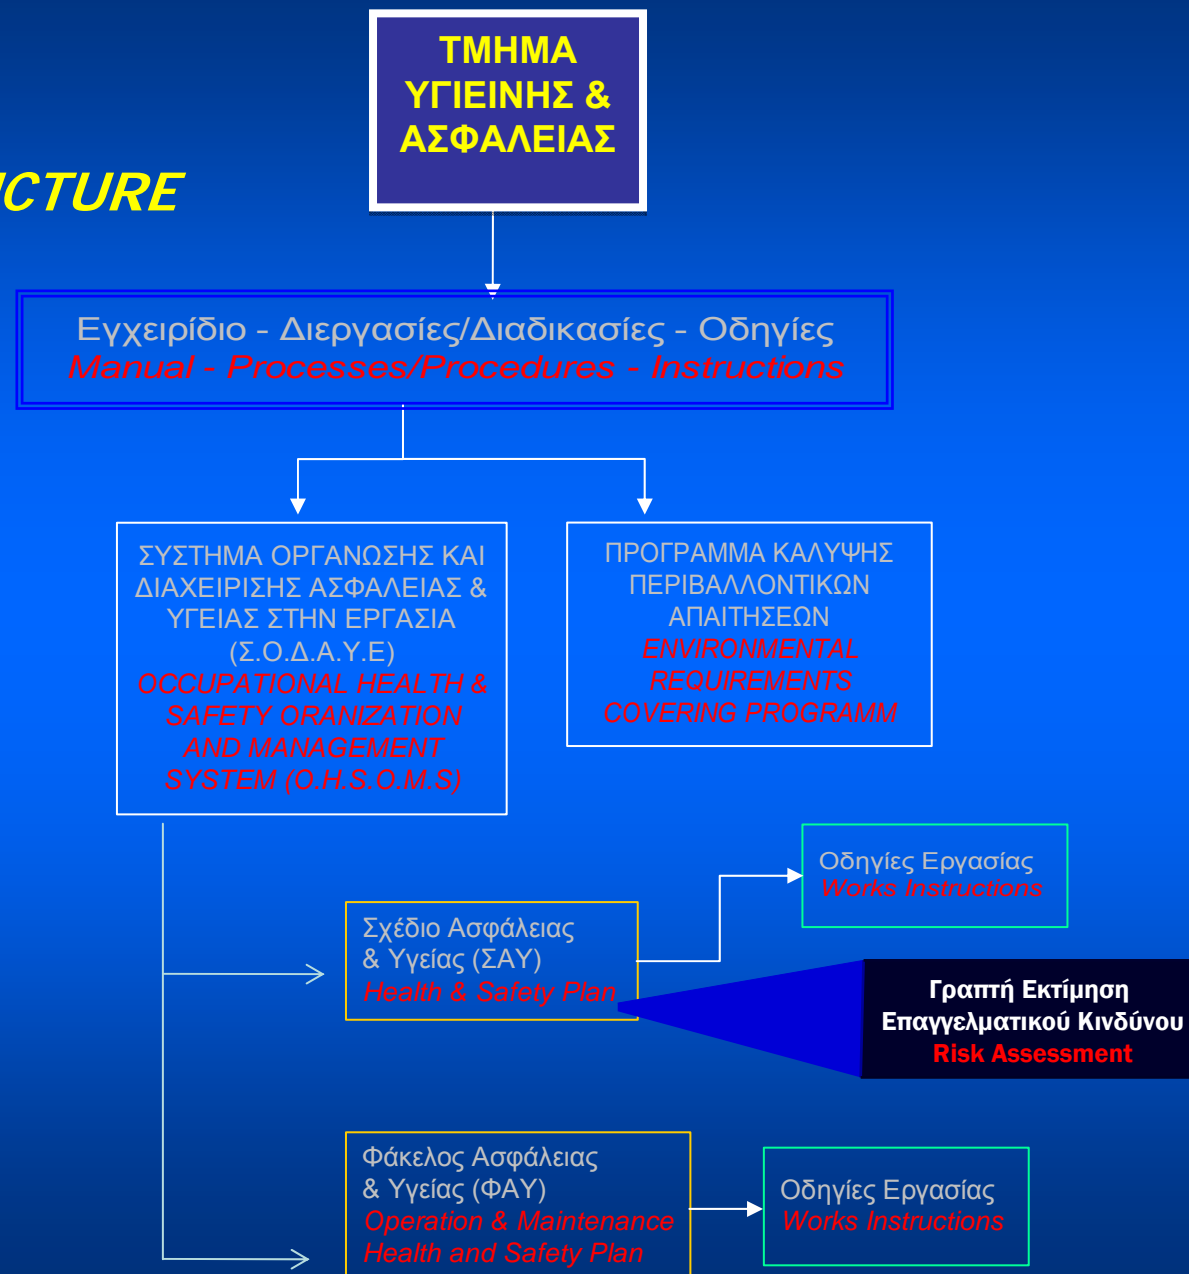 ΤΜΗΜΑ
ΥΓΙΕΙΝΗΣ &
ΑΣΦΑΛΕΙΑΣ
CTURE
Εγχειρίδιο - Διεργασίες/Διαδικασίες - Οδηγίες
Manual - Processes/Procedures - Instructions
ΣΥΣΤΗΜΑ ΟΡΓΑΝΩΣΗΣ ΚΑΙ
ΔΙΑΧΕΙΡΙΣΗΣ ΑΣΦΑΛΕΙΑΣ &
ΥΓΕΙΑΣ ΣΤΗΝ ΕΡΓΑΣΙΑ
(Σ.Ο.Δ.Α.Υ.Ε)
OCCUPATIONAL HEALTH &
SAFETY ORANIZATION
AND MANAGEMENT
SYSTEM (O.H.S.O.M.S)
ΠΡΟΓΡΑΜΜΑ ΚΑΛΥΨΗΣ
ΠΕΡΙΒΑΛΛΟΝΤΙΚΩΝ
ΑΠΑΙΤΗΣΕΩΝ
ENVIRONMENTAL
REQUIREMENTS
COVERING PROGRAMM
Οδηγίες Εργασίας
Works Instructions
Σχέδιο Ασφάλειας
& Υγείας (ΣΑΥ)
Health & Safety Plan
Γραπτή Εκτίμηση
Επαγγελματικού Κινδύνου
Risk Assessment
Φάκελος Ασφάλειας
& Υγείας (ΦΑΥ)
Operation & Maintenance
Health and Safety Plan
Οδηγίες Εργασίας
Works Instructions